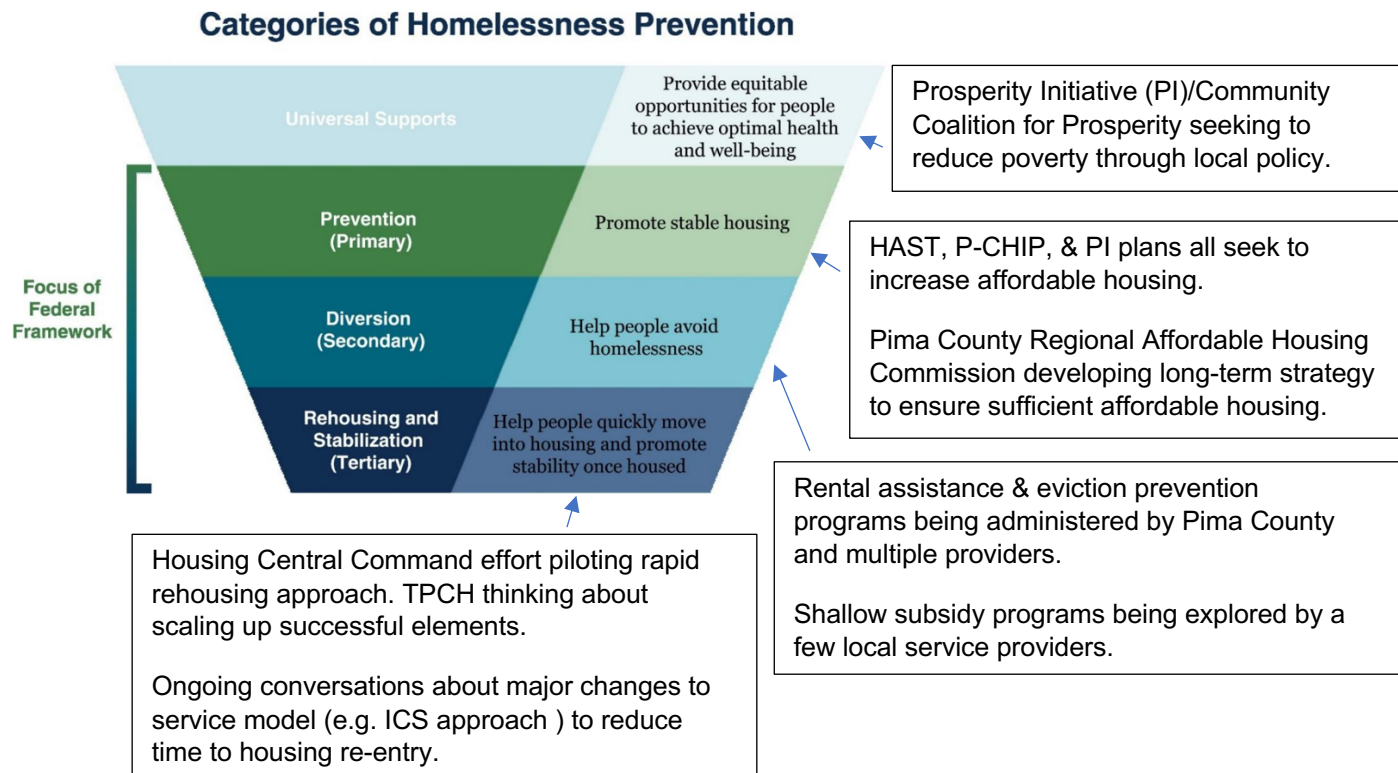 Categories of Homelessness Prevention
Universal Supports
Provide equitable
opportunities for people
to achieve optimal health
and well-being
Prosperity Initiative (PI)/Community
Coalition for Prosperity seeking to
reduce poverty through local policy.
Focus of
Federal
Framework
Prevention
(Primary)
Promote stable housing
HAST, P-CHIP, & PI plans all seek to
increase affordable housing.
Pima County Regional Affordable Housing
Commission developing long-term strategy
to ensure sufficient affordable housing.
Diversion
(Secondary)
Help people avoid
homelessness
Rental assistance & eviction prevention
programs being administered by Pima County
and multiple providers.
Shallow subsidy programs being explored by a
few local service providers.
Rehousing and
Stabilization
(Tertiary)
Help people quickly move
into housing and promote
stability once housed
Housing Central Command effort piloting rapid
rehousing approach. TPCH thinking about
scaling up successful elements.
Ongoing conversations about major changes to
service model (e.g. ICS approach ) to reduce
time to housing re-entry.